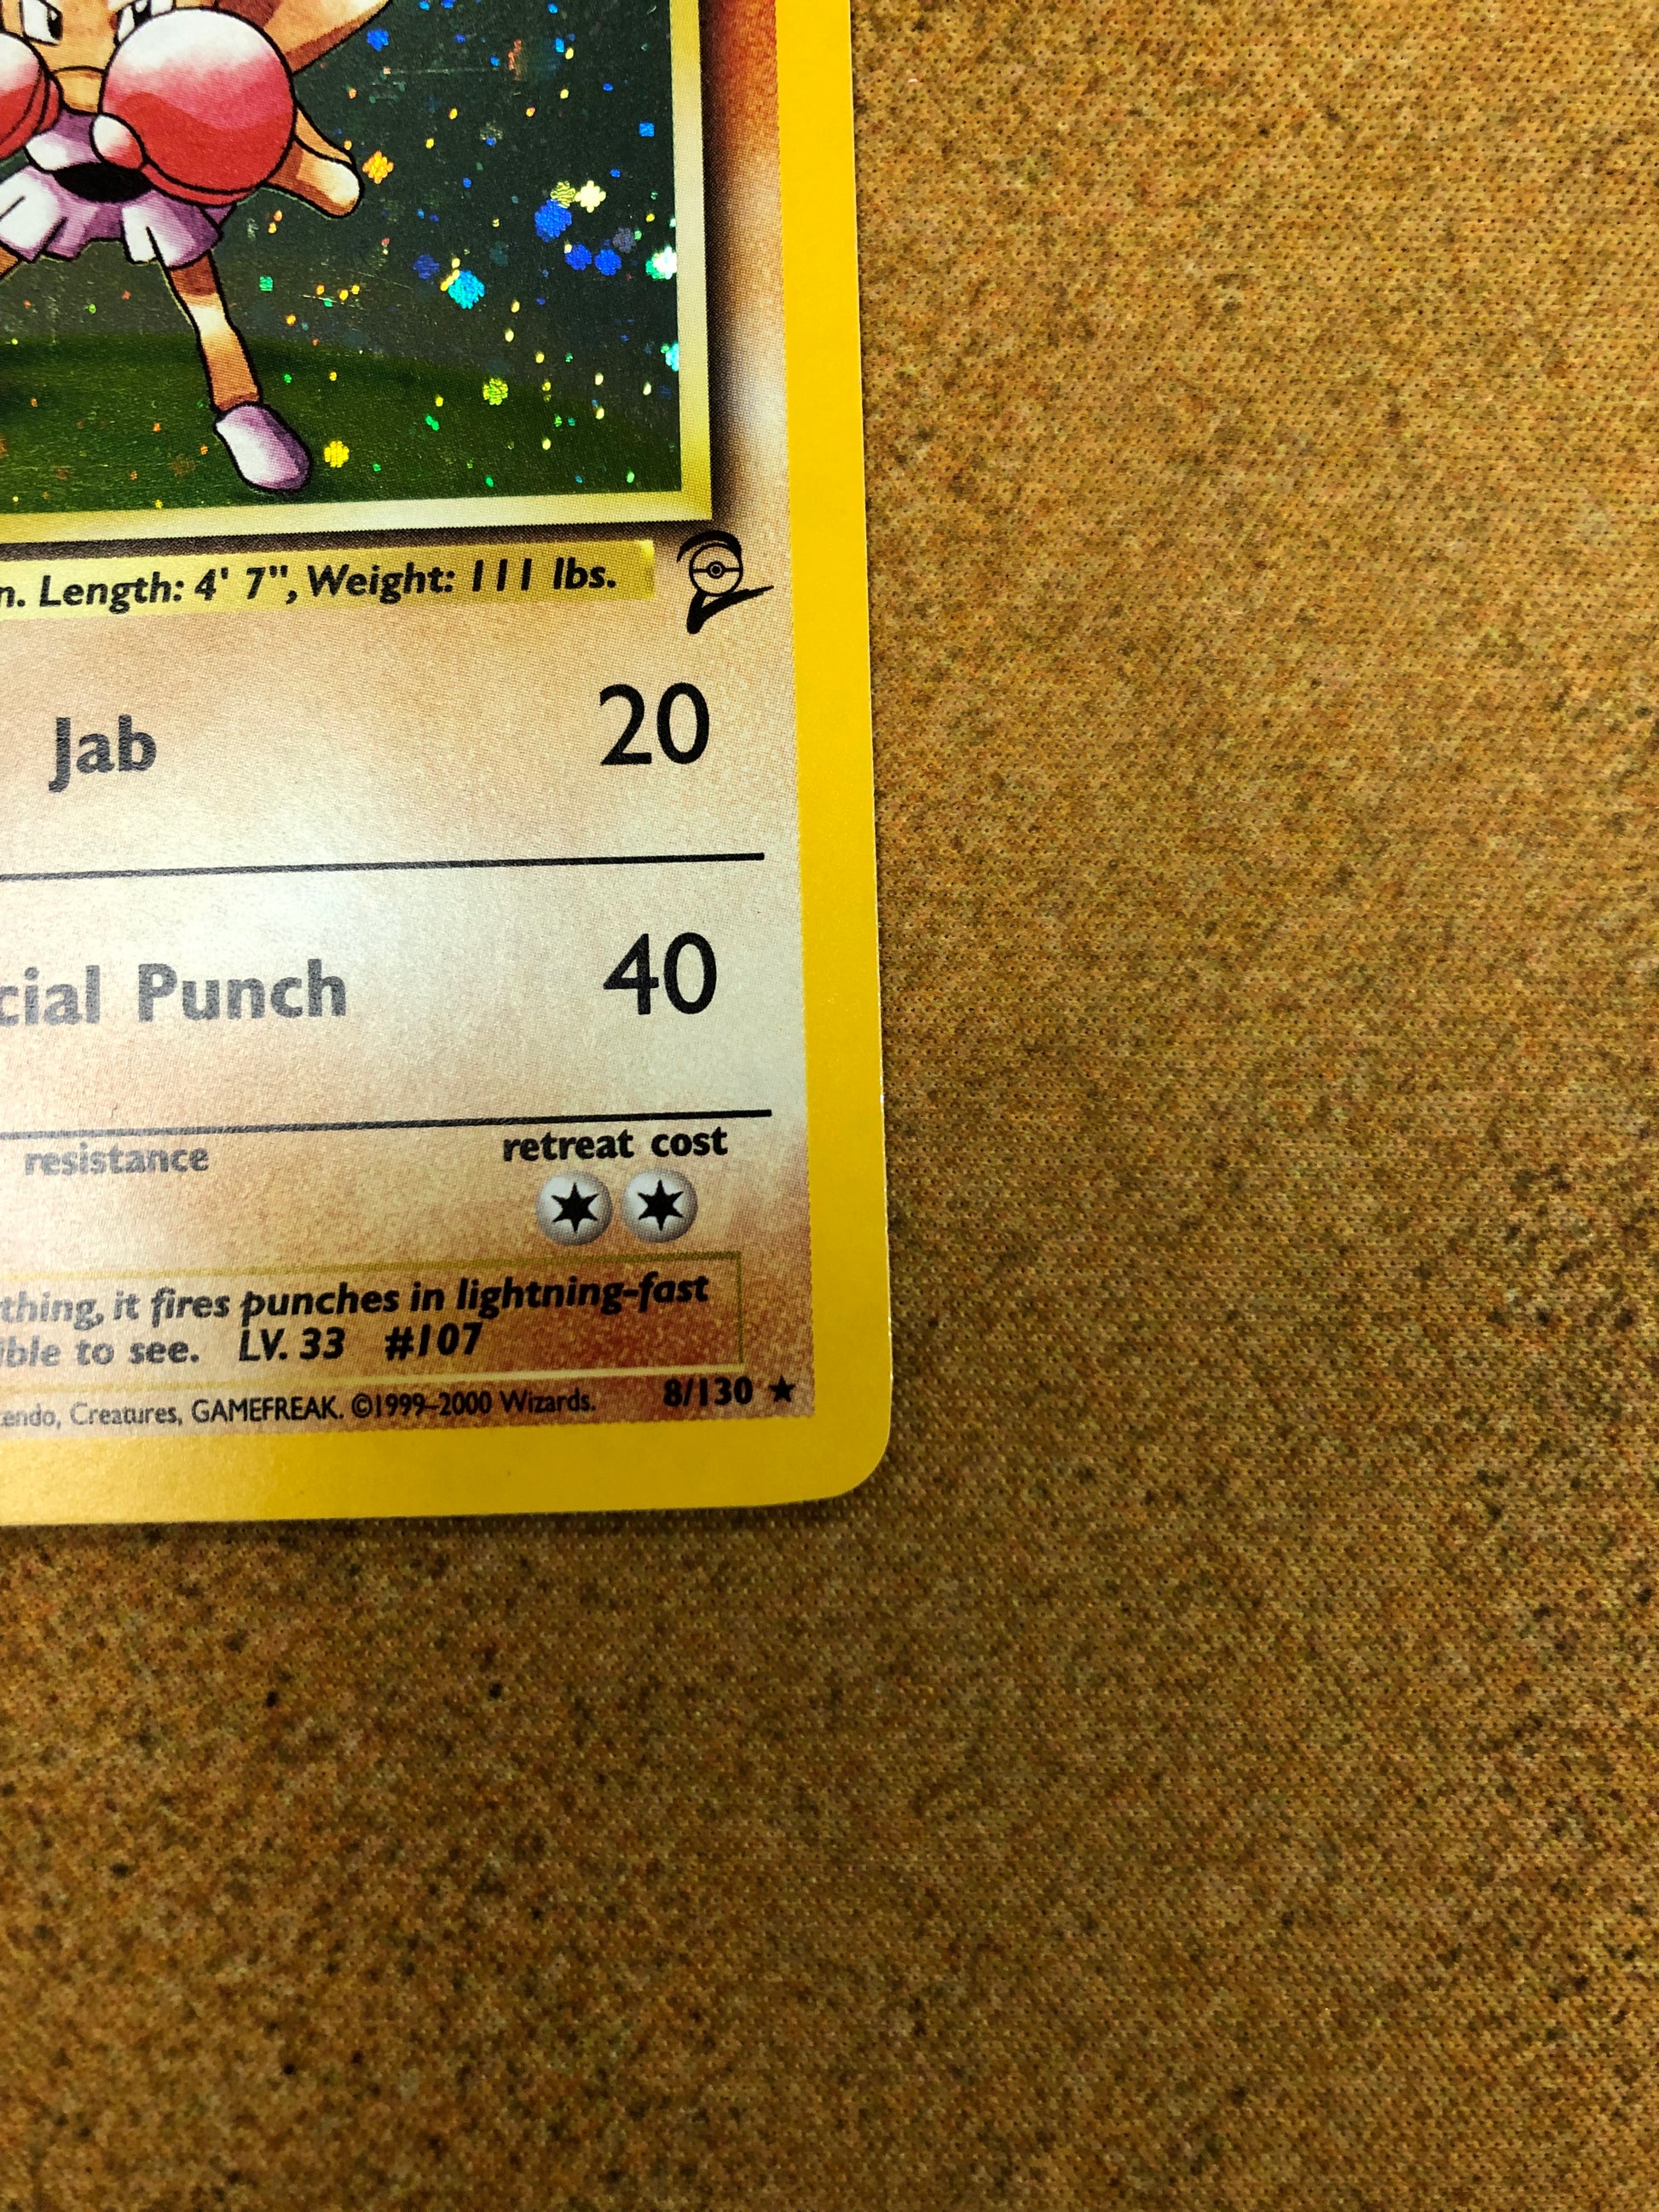 n. Length: 4' 7", Weight: 111 lbs.
Jab 20
cial Punch 40
resistance retreat cost
thing, it fires punches in lightning-fast
ible to see. LV. 33 #107
endo, Creatures, GAMEFREAK. ©1999–2000 Wizards. 8/130 ★